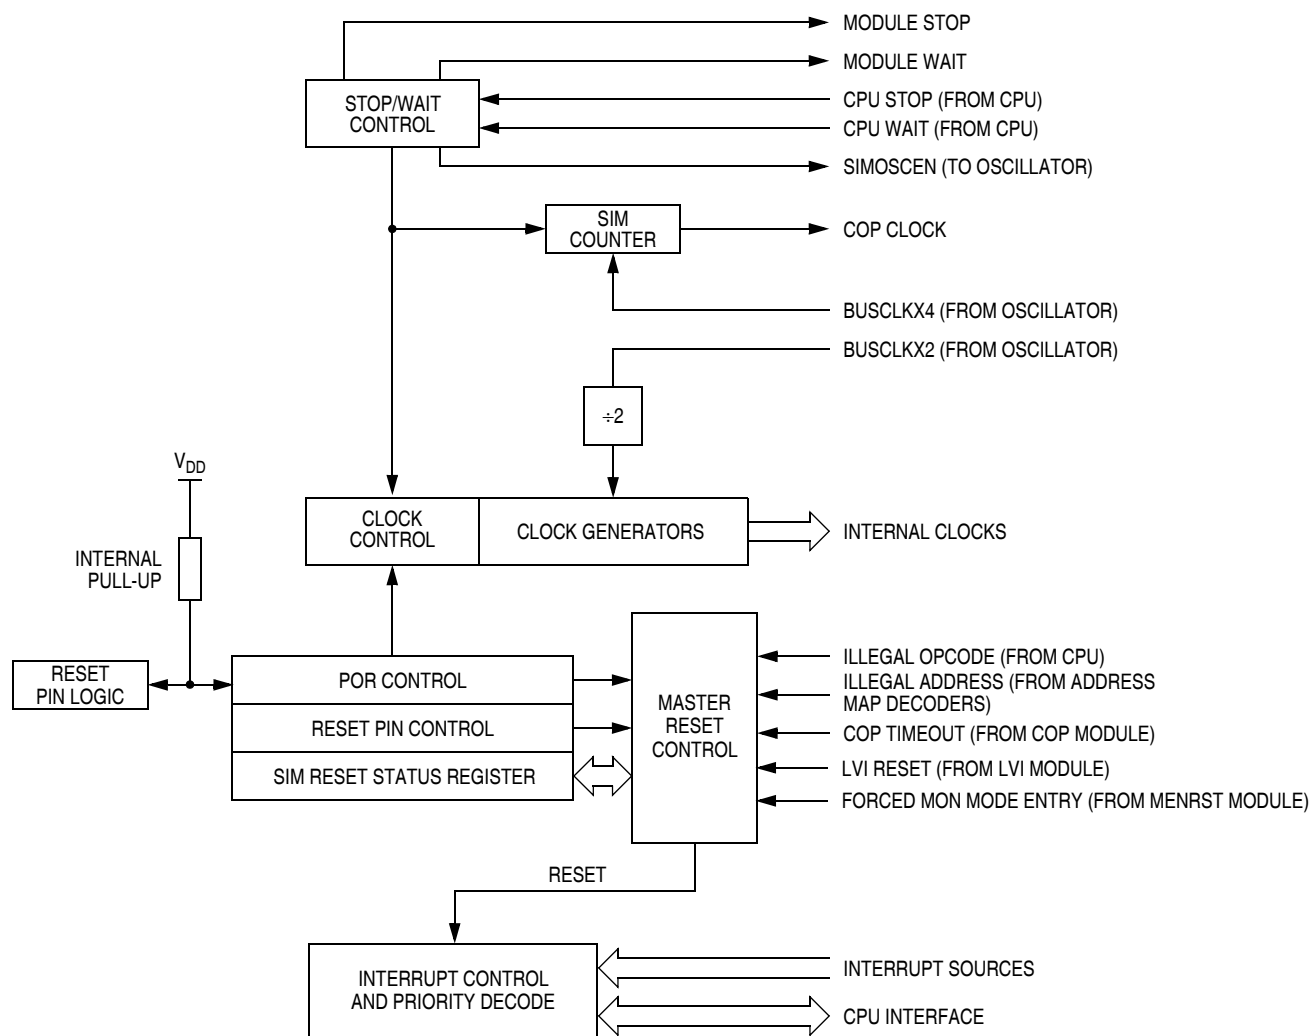 MODULE STOP
MODULE WAIT
STOP/WAIT
CONTROL
CPU STOP (FROM CPU)
CPU WAIT (FROM CPU)
SIMOSCEN (TO OSCILLATOR)
SIM
COUNTER
COP CLOCK
BUSCLKX4 (FROM OSCILLATOR)
BUSCLKX2 (FROM OSCILLATOR)
÷2
VDD
INTERNAL
PULL-UP
CLOCK
CONTROL
CLOCK GENERATORS
INTERNAL CLOCKS
RESET
PIN LOGIC
POR CONTROL
RESET PIN CONTROL
SIM RESET STATUS REGISTER
MASTER
RESET
CONTROL
ILLEGAL OPCODE (FROM CPU)
ILLEGAL ADDRESS (FROM ADDRESS
MAP DECODERS)
COP TIMEOUT (FROM COP MODULE)
LVI RESET (FROM LVI MODULE)
FORCED MON MODE ENTRY (FROM MENRST MODULE)
RESET
INTERRUPT CONTROL
AND PRIORITY DECODE
INTERRUPT SOURCES
CPU INTERFACE